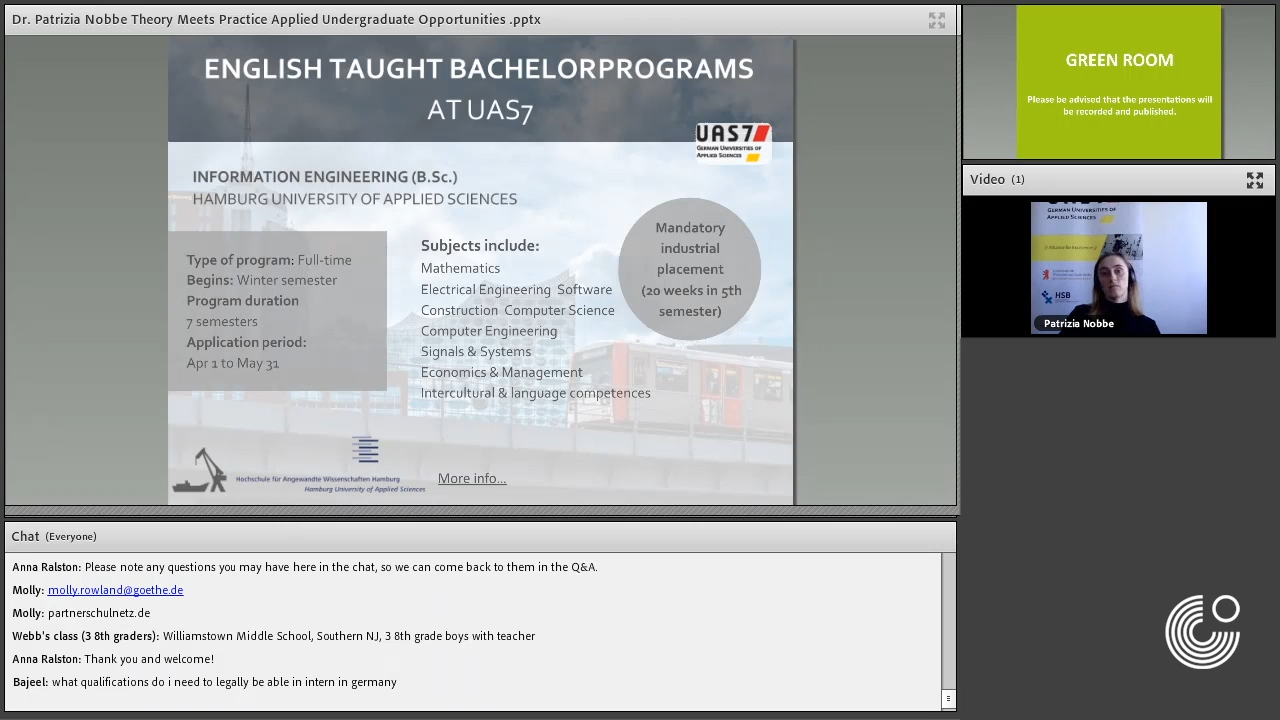 Dr. Patrizia Nobbe Theory Meets Practice Applied Undergraduate Opportunities .pptx
ENGLISH TAUGHT BACHELORPROGRAMS
AT UAS7
UAS7
GERMAN UNIVERSITIES OF
APPLIED SCIENCES
INFORMATION ENGINEERING (B.Sc.)
HAMBURG UNIVERSITY OF APPLIED SCIENCES
Type of program: Full-time
Begins: Winter semester
Program duration
7 semesters
Application period:
Apr 1 to May 31
Subjects include:
Mathematics
Electrical Engineering Software
Construction Computer Science
Computer Engineering
Signals & Systems
Economics & Management
Intercultural & language competences
Mandatory
industrial
placement
(20 weeks in 5th
semester)
Hochschule für Angewandte Wissenschaften Hamburg
Hamburg University of Applied Sciences
More info...
GREEN ROOM
Please be advised that the presentations will
be recorded and published.
Video (1)
GERMAN UNIVERSITIES OF
APPLIED SCIENCES
HSB
Patrizia Nobbe
Chat (Everyone)
Anna Ralston: Please note any questions you may have here in the chat, so we can come back to them in the Q&A.
Molly: molly.rowland@goethe.de
Molly: partnerschulnetz.de
Webb's class (3 8th graders): Williamstown Middle School, Southern NJ, 3 8th grade boys with teacher
Anna Ralston: Thank you and welcome!
Bajeel: what qualifications do i need to legally be able in intern in germany